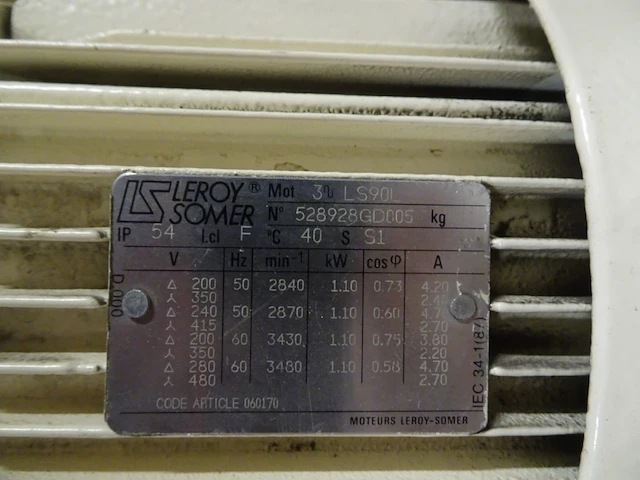 LS LEROY® SOMER Mot 3~ LS90L
N° 528928GD005 kg
IP 54 I.cl F °C 40 S S1
V Hz min-1 kW cosφ A
Δ 200 50 2840 1.10 0.73 4.20
Y 350
Δ 240 50 2870 1.10 0.60
Y 415 2.70
Δ 200 60 3430 1.10 0.75 3.80
Y 350 2.20
Δ 280 60 3480 1.10 0.58 4.70
Y 480 2.70
CODE ARTICLE 060170
MOTEURS LEROY-SOMER
IEC 34-1(87)